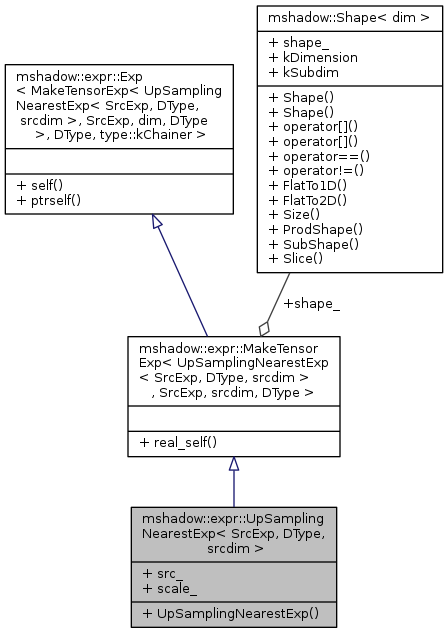 mshadow::Shape< dim >
+ shape_
+ kDimension
+ kSubdim
+ Shape()
+ Shape()
+ operator[]()
+ operator[]()
+ operator==()
+ operator!=()
+ FlatTo1D()
+ FlatTo2D()
+ Size()
+ ProdShape()
+ SubShape()
+ Slice()
mshadow::expr::Exp
< MakeTensorExp< UpSampling
NearestExp< SrcExp, DType,
srcdim >, SrcExp, dim, DType
>, DType, type::kChainer >
+ self()
+ ptrself()
+shape_
mshadow::expr::MakeTensor
Exp< UpSamplingNearestExp
< SrcExp, DType, srcdim >
, SrcExp, srcdim, DType >
+ real_self()
mshadow::expr::UpSampling
NearestExp< SrcExp, DType,
srcdim >
+ src_
+ scale_
+ UpSamplingNearestExp()